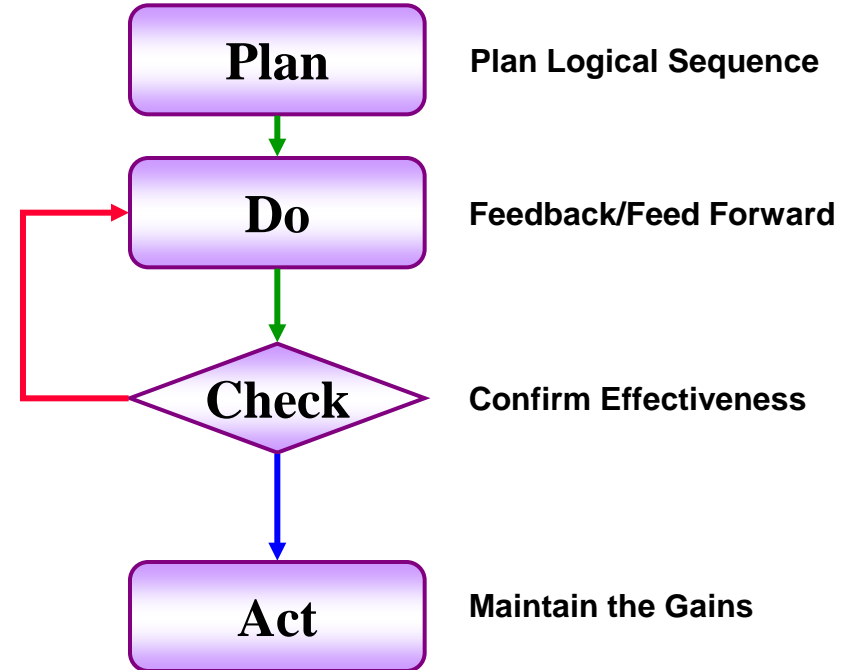 Plan
Plan Logical Sequence
Do
Feedback/Feed Forward
Check
Confirm Effectiveness
Act
Maintain the Gains